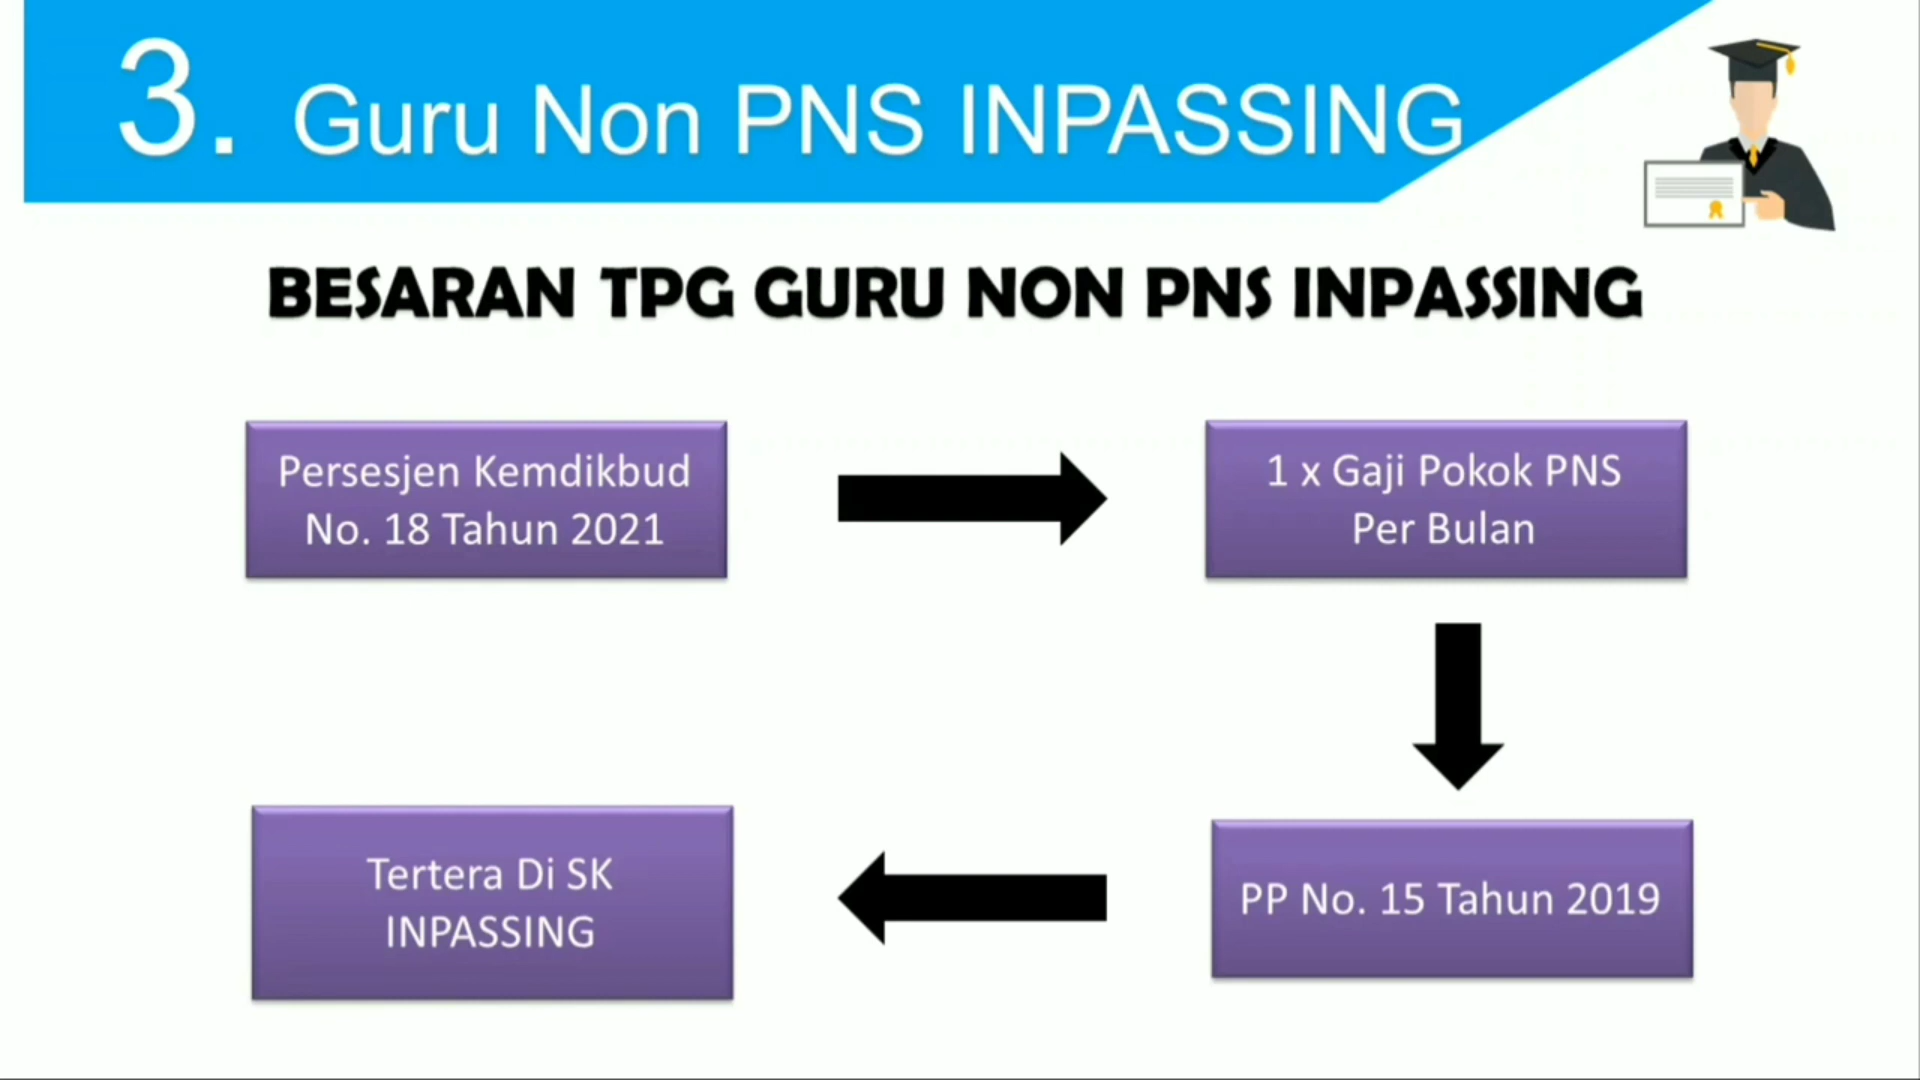 3. Guru Non PNS INPASSING
BESARAN TPG GURU NON PNS INPASSING
Persesjen Kemdikbud
No. 18 Tahun 2021
1 x Gaji Pokok PNS
Per Bulan
PP No. 15 Tahun 2019
Tertera Di SK
INPASSING